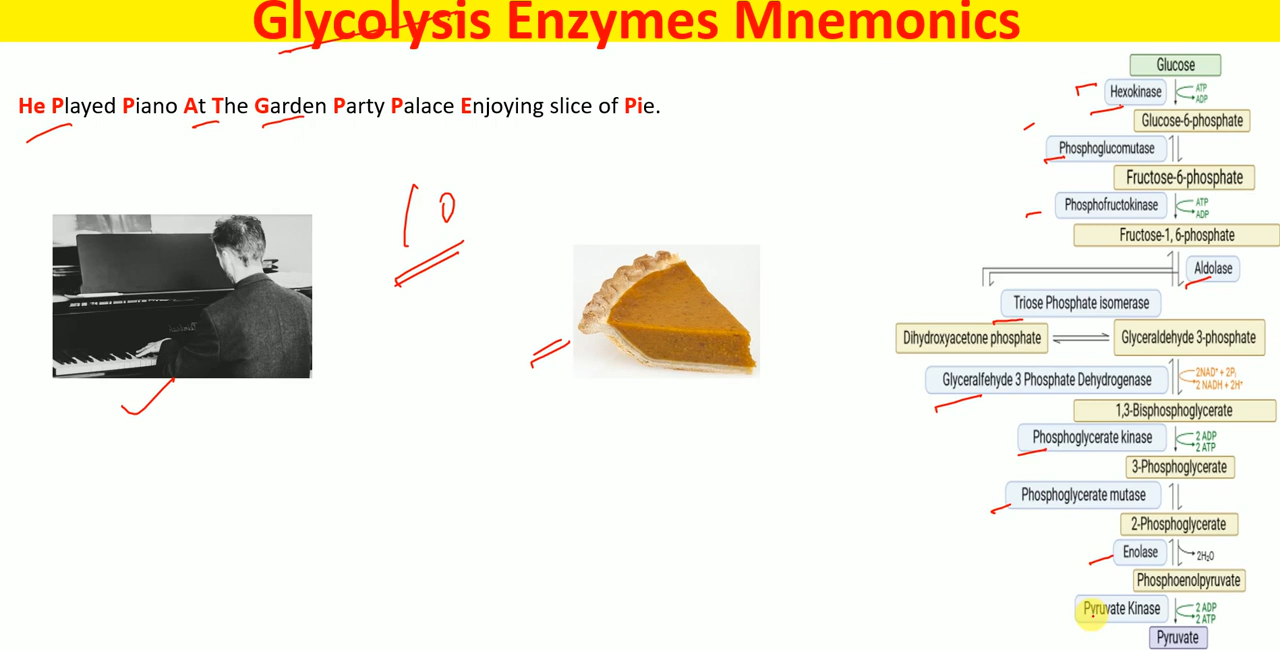 Glycolysis Enzymes Mnemonics
He Played Piano At The Garden Party Palace Enjoying slice of Pie.
10
Glucose
Hexokinase
ATP
ADP
Glucose-6-phosphate
Phosphoglucomutase
Fructose-6-phosphate
Phosphofructokinase
ATP
ADP
Fructose-1, 6-phosphate
Aldolase
Triose Phosphate isomerase
Dihydroxyacetone phosphate
Glyceraldehyde 3-phosphate
Glyceralfehyde 3 Phosphate Dehydrogenase
2NAD⁺ + 2Pᵢ
2 NADH + 2H⁺
1,3-Bisphosphoglycerate
Phosphoglycerate kinase
2 ADP
2 ATP
3-Phosphoglycerate
Phosphoglycerate mutase
2-Phosphoglycerate
Enolase
2H₂O
Phosphoenolpyruvate
Pyruvate Kinase
2 ADP
2 ATP
Pyruvate